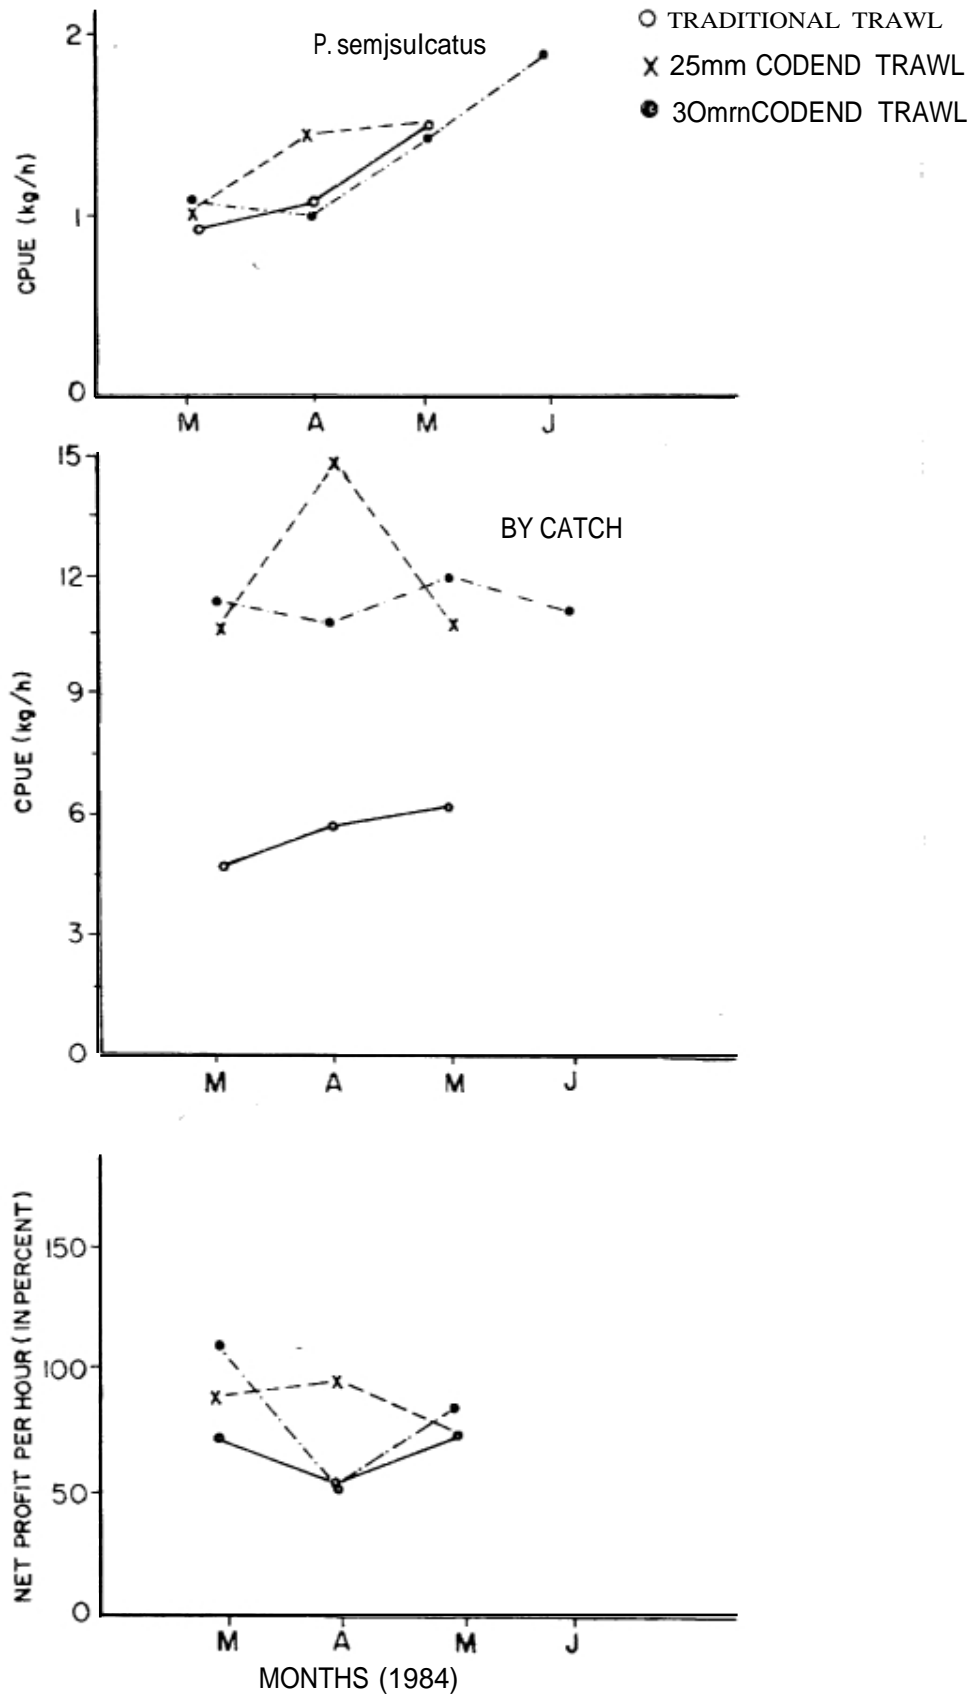 TRADITIONAL TRAWL
25mm CODEND TRAWL
3OmrnCODEND TRAWL
P. semjsulcatus
2
1
0
CPUE (kg/h)
M A M J
BY CATCH
15
12
9
6
3
0
CPUE (kg/h)
M A M J
150
100
50
0
NET PROFIT PER HOUR (IN PERCENT)
M A M J
MONTHS (1984)